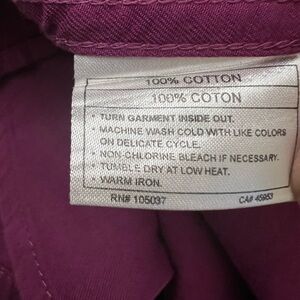 100% COTTON
100% COTON
• TURN GARMENT INSIDE OUT.
• MACHINE WASH COLD WITH LIKE COLORS
ON DELICATE CYCLE.
• NON-CHLORINE BLEACH IF NECESSARY.
• TUMBLE DRY AT LOW HEAT.
• WARM IRON.
RN# 105037 CA# 45953